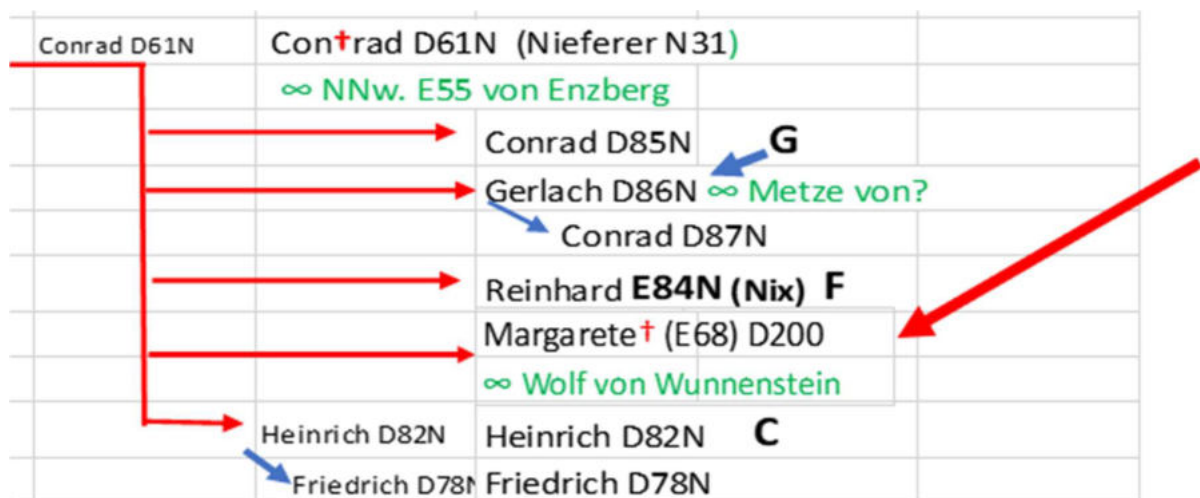 Conrad D61N Con†rad D61N (Nieferer N31)
∞ NNw. E55 von Enzberg
Conrad D85N G
Gerlach D86N ∞ Metze von?
Conrad D87N
Reinhard E84N (Nix) F
Margarete† (E68) D200
∞ Wolf von Wunnenstein
Heinrich D82N Heinrich D82N C
Friedrich D78N Friedrich D78N